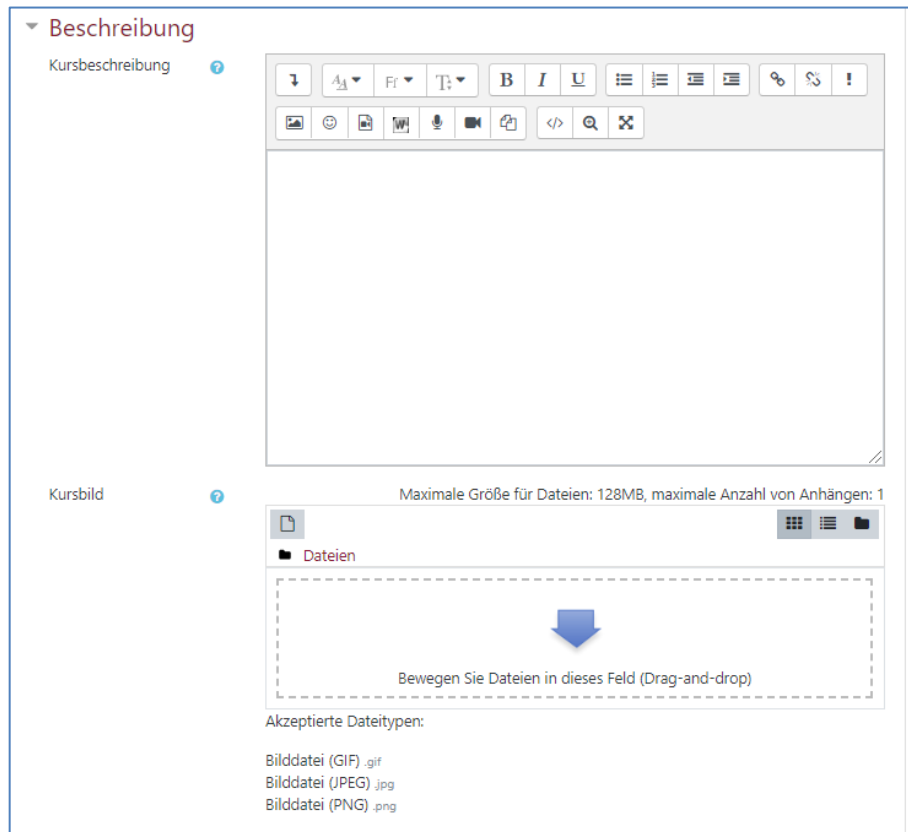 Beschreibung
Kursbeschreibung
B I U
Kursbild
Maximale Größe für Dateien: 128MB, maximale Anzahl von Anhängen: 1
Dateien
Bewegen Sie Dateien in dieses Feld (Drag-and-drop)
Akzeptierte Dateitypen:
Bilddatei (GIF) .gif
Bilddatei (JPEG) .jpg
Bilddatei (PNG) .png